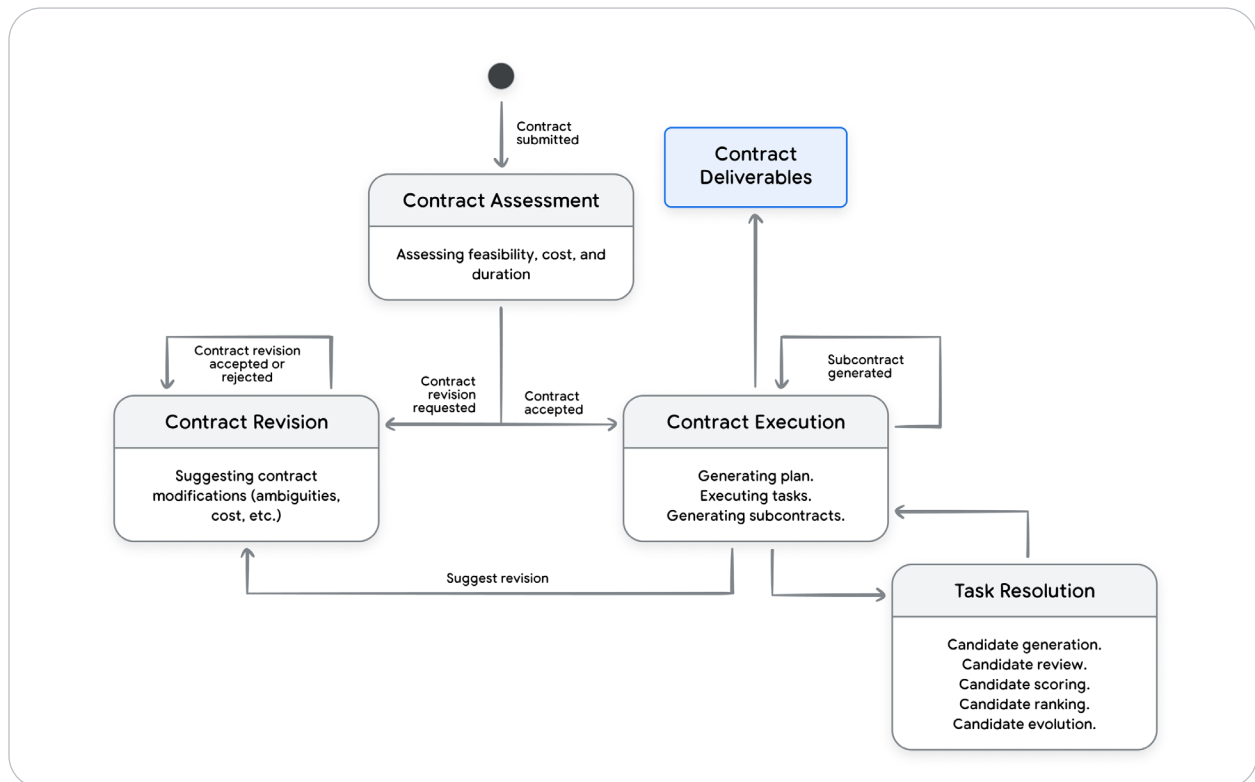 Contract
submitted
Contract
Deliverables
Contract Assessment
Assessing feasibility, cost, and
duration
Contract revision
accepted or
rejected
Contract
revision
requested
Contract
accepted
Subcontract
generated
Contract Revision
Suggesting contract
modifications (ambiguities,
cost, etc.)
Contract Execution
Generating plan.
Executing tasks.
Generating subcontracts.
Suggest revision
Task Resolution
Candidate generation.
Candidate review.
Candidate scoring.
Candidate ranking.
Candidate evolution.